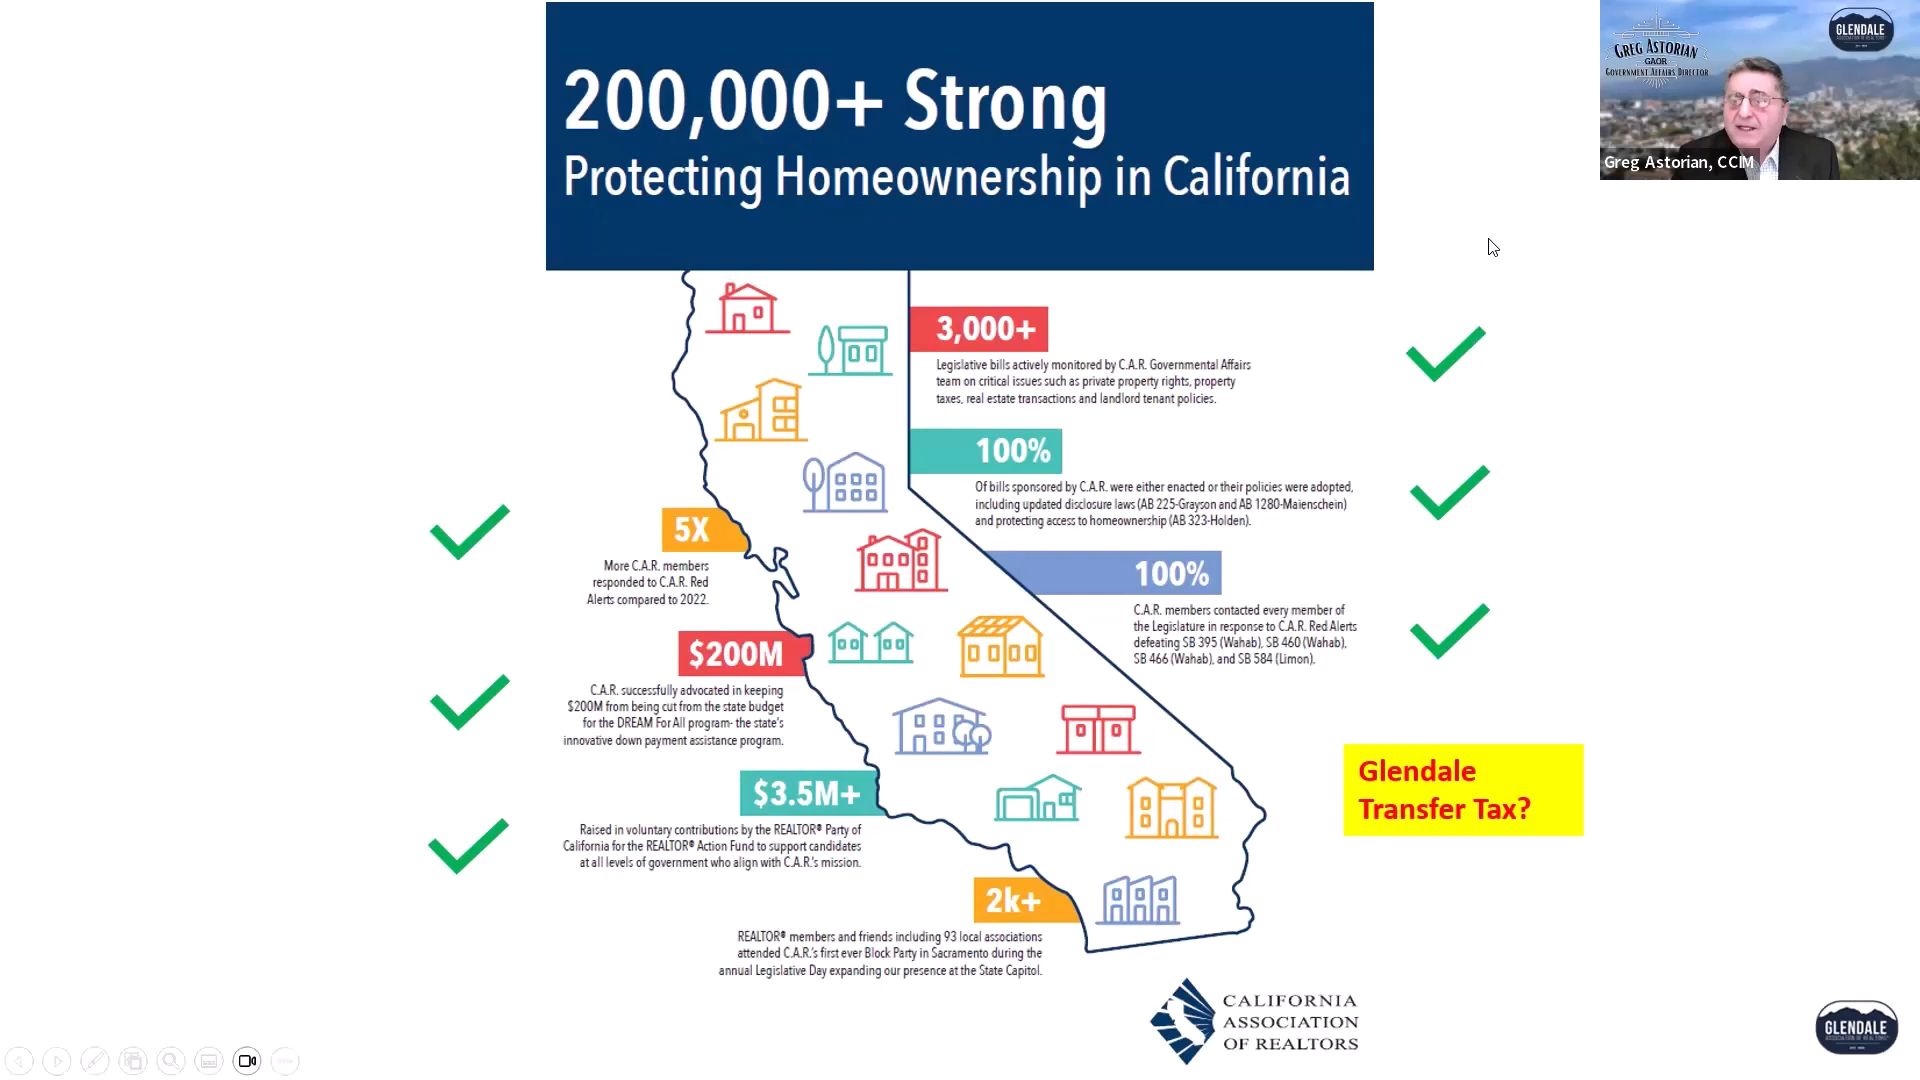 200,000+ Strong
Protecting Homeownership in California
GREG ASTORIAN
GAOR
GOVERNMENT AFFAIRS DIRECTOR
GLENDALE
ASSOCIATION OF REALTORS
Greg Astorian, CCIM
3,000+
Legislative bills actively monitored by C.A.R. Governmental Affairs
team on critical issues such as private property rights, property
taxes, real estate transactions and landlord tenant policies.
100%
Of bills sponsored by C.A.R. were either enacted or their policies were adopted,
including updated disclosure laws (AB 225-Grayson and AB 1280-Maienschein)
and protecting access to homeownership (AB 323-Holden).
5X
More C.A.R. members
responded to C.A.R. Red
Alerts compared to 2022.
100%
C.A.R. members contacted every member of
the Legislature in response to C.A.R. Red Alerts
defeating SB 395 (Wahab), SB 460 (Wahab),
SB 466 (Wahab), and SB 584 (Limon).
$200M
C.A.R. successfully advocated in keeping
$200M from being cut from the state budget
for the DREAM For All program- the state's
innovative down payment assistance program.
$3.5M+
Raised in voluntary contributions by the REALTOR® Party of
California for the REALTOR® Action Fund to support candidates
at all levels of government who align with C.A.R.'s mission.
Glendale
Transfer Tax?
2k+
REALTOR® members and friends including 93 local associations
attended C.A.R.'s first ever Block Party in Sacramento during the
annual Legislative Day expanding our presence at the State Capitol.
CALIFORNIA
ASSOCIATION
OF REALTORS
GLENDALE
ASSOCIATION OF REALTORS